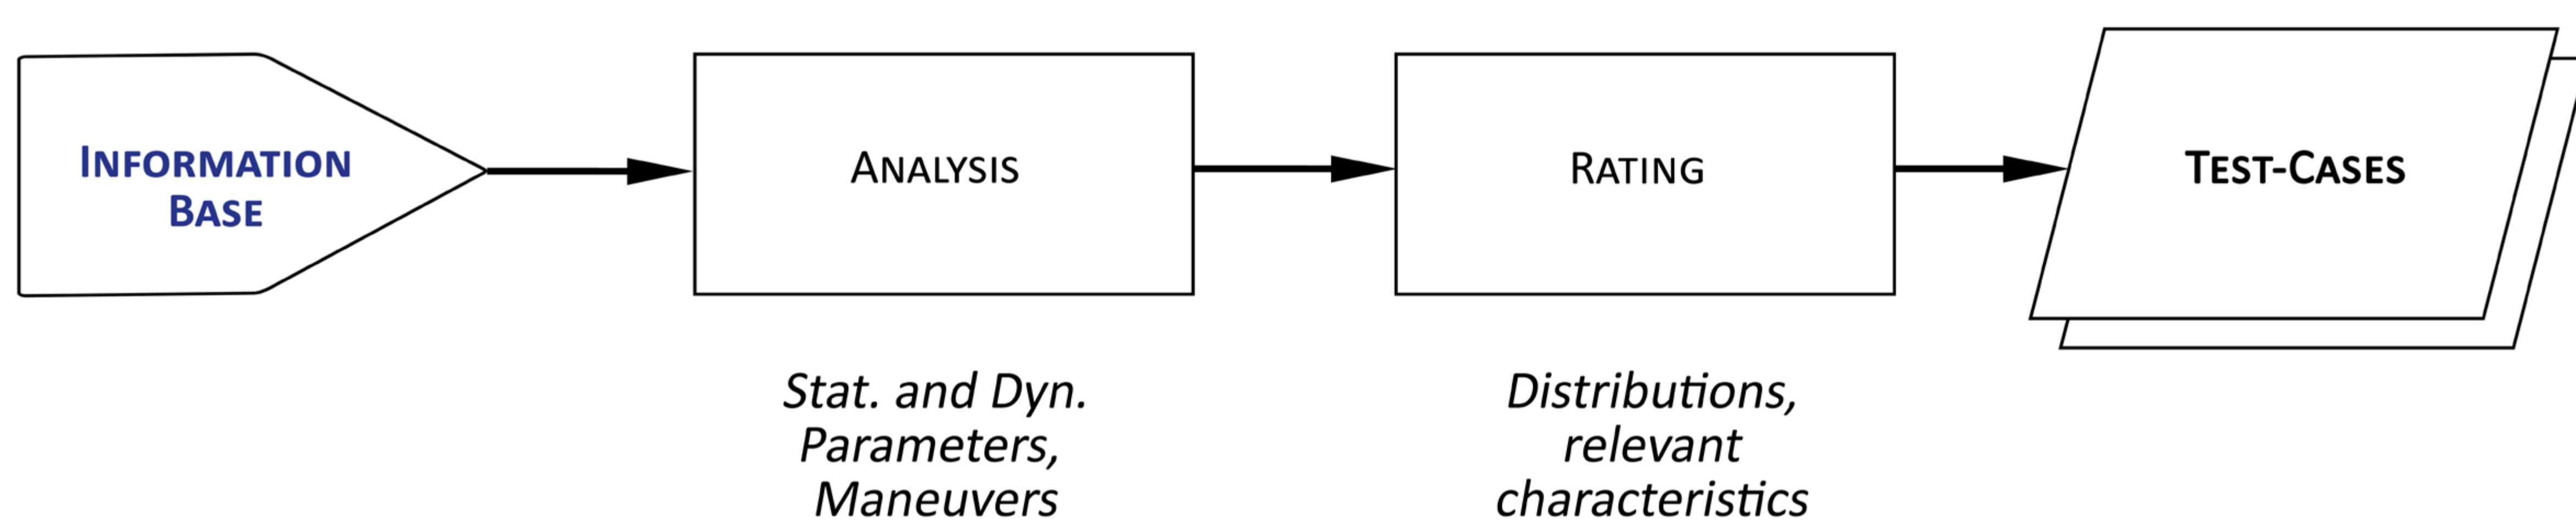 INFORMATION
BASE
ANALYSIS
RATING
TEST-CASES
Stat. and Dyn.
Parameters,
Maneuvers
Distributions,
relevant
characteristics